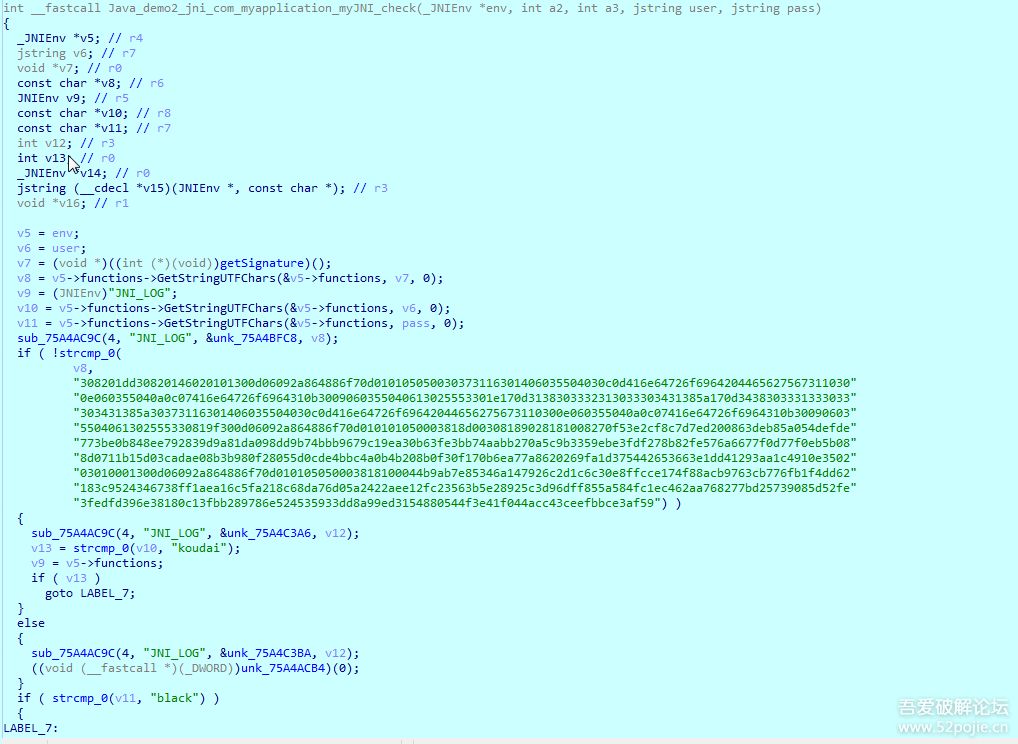 int __fastcall Java_demo2_jni_com_myapplication_myJNI_check(_JNIEnv *env, int a2, int a3, jstring user, jstring pass)
{
_JNIEnv *v5; // r4
jstring v6; // r7
void *v7; // r0
const char *v8; // r6
JNIEnv v9; // r5
const char *v10; // r8
const char *v11; // r7
int v12; // r3
int v13; // r0
_JNIEnv *v14; // r0
jstring (__cdecl *v15)(JNIEnv *, const char *); // r3
void *v16; // r1
v5 = env;
v6 = user;
v7 = (void *)((int (*)(void))getSignature)();
v8 = v5->functions->GetStringUTFChars(&v5->functions, v7, 0);
v9 = (JNIEnv)"JNI_LOG";
v10 = v5->functions->GetStringUTFChars(&v5->functions, v6, 0);
v11 = v5->functions->GetStringUTFChars(&v5->functions, pass, 0);
sub_75A4AC9C(4, "JNI_LOG", &unk_75A4BFC8, v8);
if ( !strcmp_0(
v8,
"308201dd30820146020101300d06092a864886f70d010105050030373116301406035504030c0d416e64726f69642044656275673110 30"
"0e060355040a0c07416e64726f6964310b3009060355040613025553301e170d3138303332313033303431385a170d3438303331333033"
"303431385a30373116301406035504030c0d416e64726f69642044656275673110300e060355040a0c07416e64726f6964310b30090603"
"550406130255533081 9f300d06092a864886f70d010101050003818d00308189028181008270f53e2cf8c7d7ed200863deb85a054defde"
"773be0b848ee792839d9a81da098dd9b74bbb9679c19ea30b63fe3bb74aabb270a5c9b3359ebe3fdf278b82fe576a6677f0d77f0eb5b08"
"8d0711b15d03cadae08b3b980f28055d0cde4bbc4a0b4b208b0f30f170b6ea77a8620269fa1d375442653663e1dd41293aa1c4910e3502"
"03010001300d06092a864886f70d0101050500038181 0044b9ab7e85346a147926c2d1c6c30e8ffcce174f88acb9763cb776fb1f4dd62"
"183c9524346738ff1aea16c5fa218c68da76d05a2422aee12fc23563b5e28925c3d96dff855a584fc1ec462aa768277bd25739085d52fe"
"3fedfd396e38180c13fbb289786e524535933dd8a99ed3154880544f3e41f044acc43ceefbbce3af59") )
{
sub_75A4AC9C(4, "JNI_LOG", &unk_75A4C3A6, v12);
v13 = strcmp_0(v10, "koudai");
v9 = v5->functions;
if ( v13 )
goto LABEL_7;
}
else
{
sub_75A4AC9C(4, "JNI_LOG", &unk_75A4C3BA, v12);
((void (__fastcall *)(_DWORD))unk_75A4ACB4)(0);
}
if ( strcmp_0(v11, "black") )
{
LABEL_7:
吾爱破解论坛
www.52pojie.cn